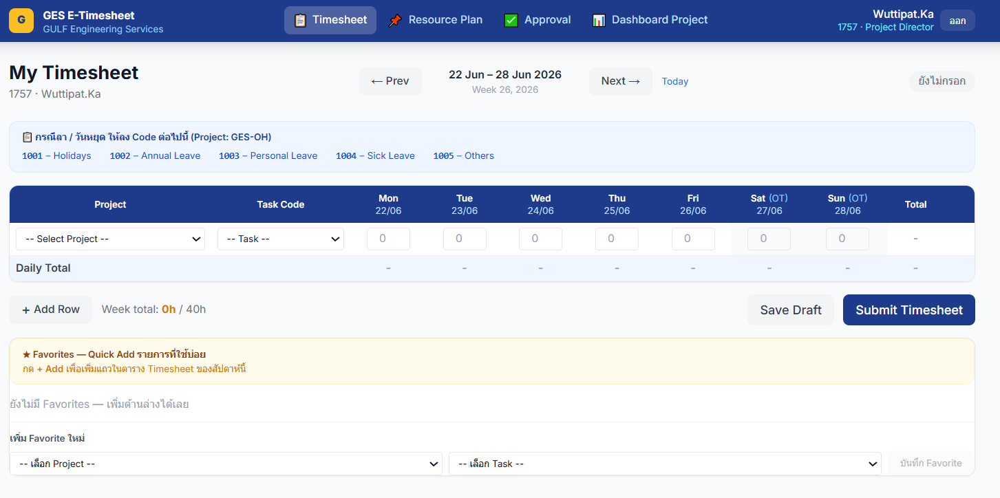 G
GES E-Timesheet
GULF Engineering Services
📋 Timesheet
📌 Resource Plan
✅ Approval
📊 Dashboard Project
Wuttipat.Ka
1757 · Project Director
ออก
My Timesheet
1757 · Wuttipat.Ka
← Prev
22 Jun – 28 Jun 2026
Week 26, 2026
Next →
Today
ยังไม่กรอก
📋 กรณีลา / วันหยุด ให้ลง Code ต่อไปนี้ (Project: GES-OH)
1001 – Holidays 1002 – Annual Leave 1003 – Personal Leave 1004 – Sick Leave 1005 – Others
Project Task Code Mon 22/06 Tue 23/06 Wed 24/06 Thu 25/06 Fri 26/06 Sat (OT) 27/06 Sun (OT) 28/06 Total
-- Select Project -- -- Task -- 0 0 0 0 0 0 0 -
Daily Total - - - - - - - -
+ Add Row
Week total: 0h / 40h
Save Draft
Submit Timesheet
★ Favorites — Quick Add รายการที่ใช้บ่อย
กด + Add เพื่อเพิ่มแถวในตาราง Timesheet ของสัปดาห์นี้
ยังไม่มี Favorites — เพิ่มด้านล่างได้เลย
เพิ่ม Favorite ใหม่
-- เลือก Project -- -- เลือก Task -- บันทึก Favorite